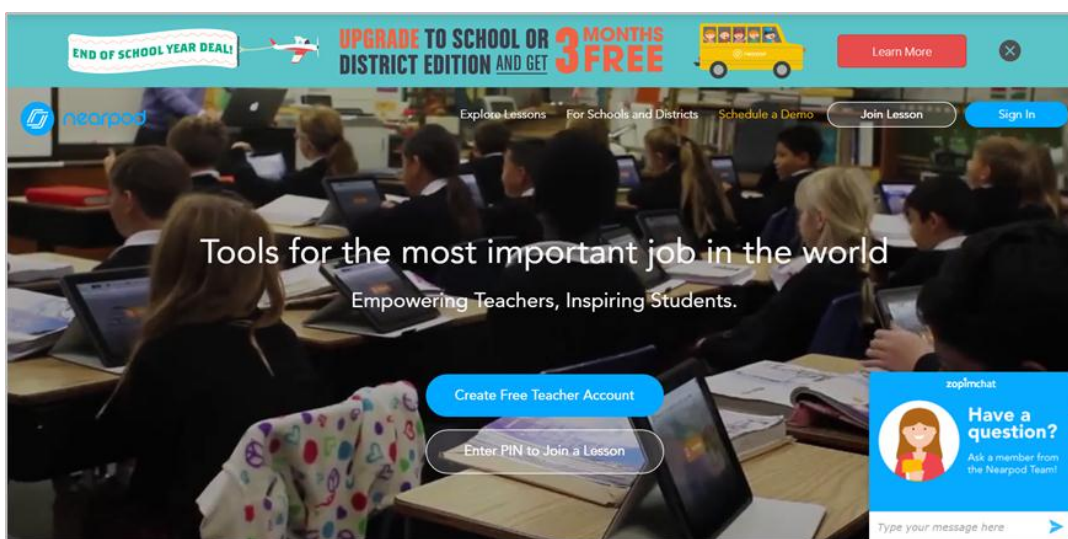 END OF SCHOOL YEAR DEAL!
UPGRADE TO SCHOOL OR
DISTRICT EDITION AND GET
3 MONTHS
FREE
nearpod
Learn More
nearpod
Explore Lessons
For Schools and Districts
Schedule a Demo
Join Lesson
Sign In
Tools for the most important job in the world
Empowering Teachers, Inspiring Students.
Create Free Teacher Account
Enter PIN to Join a Lesson
zopimchat
Have a
question?
Ask a member from
the Nearpod Team!
Type your message here